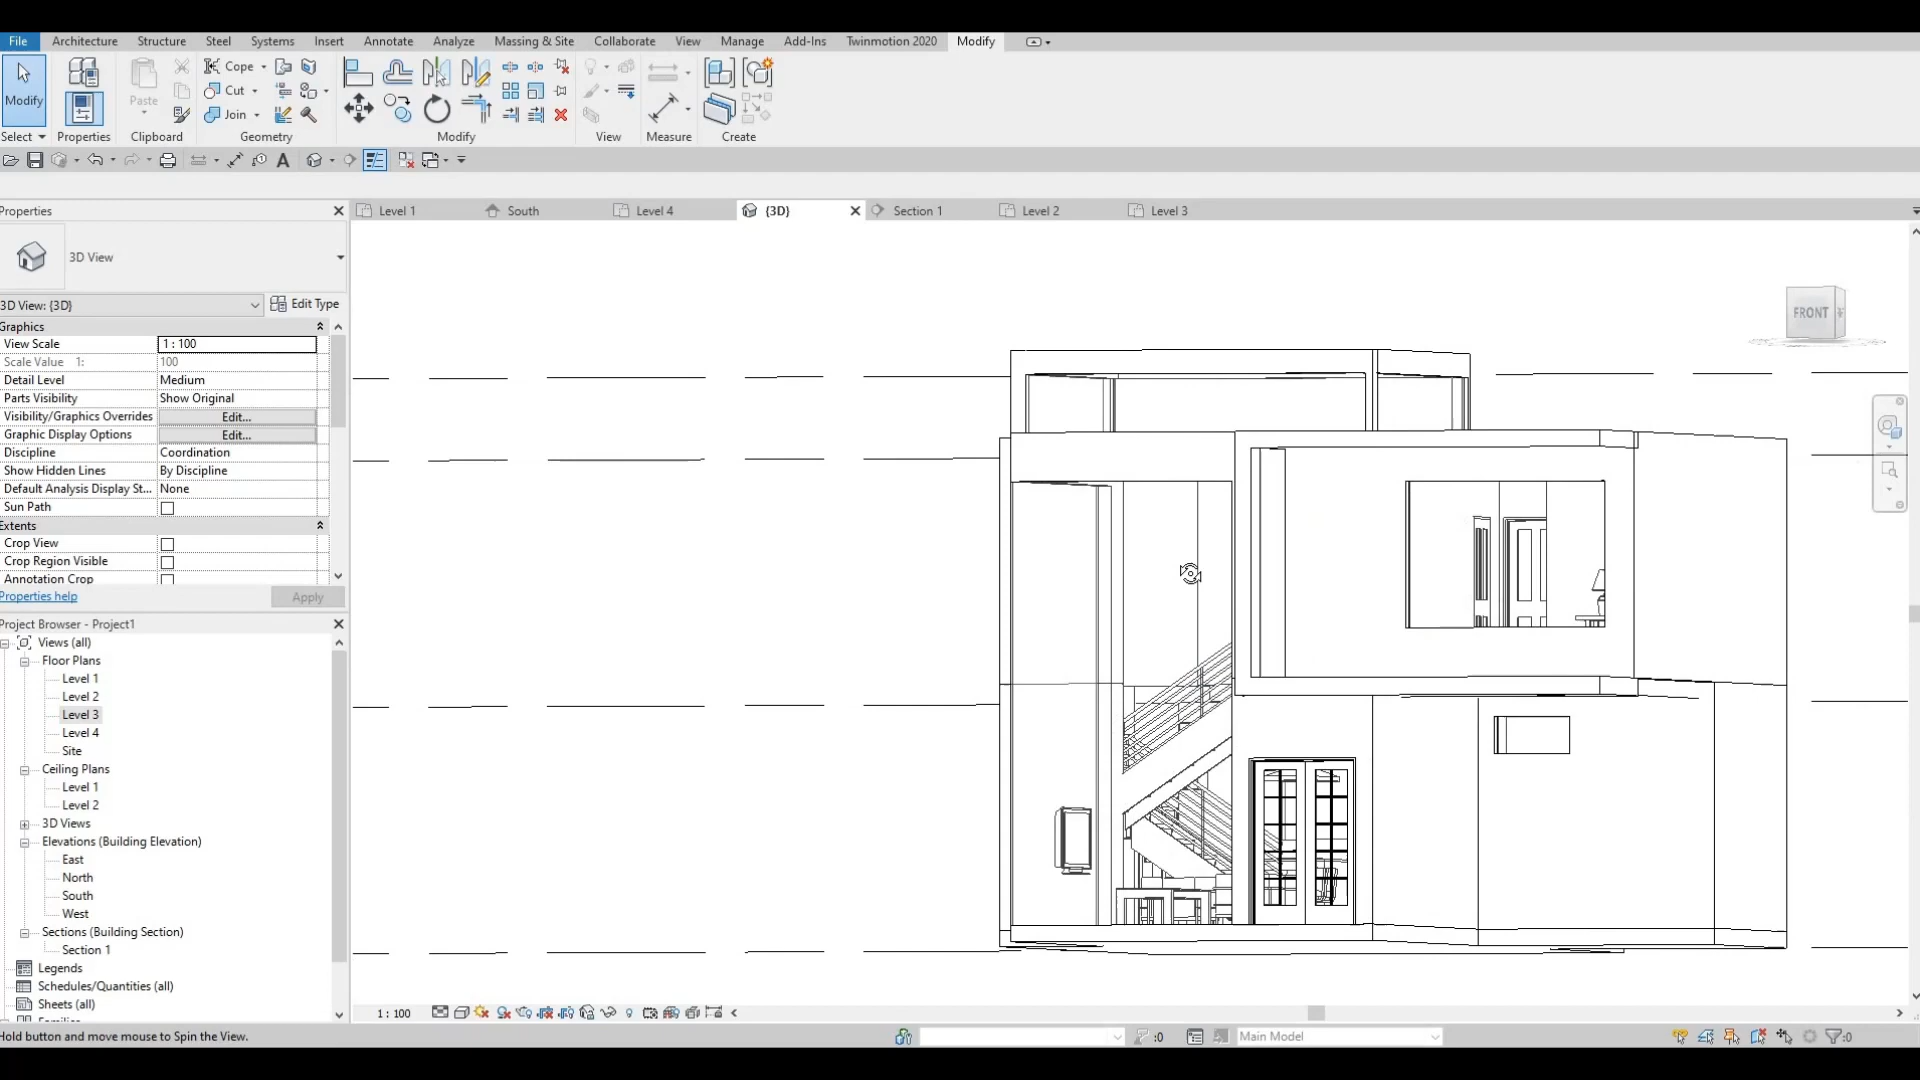 File Architecture Structure Steel Systems Insert Annotate Analyze Massing & Site Collaborate View Manage Add-Ins Twinmotion 2020 Modify
Modify
Paste
Cope
Cut
Join
Select Properties Clipboard Geometry Modify View Measure Create
A
Properties
Level 1
South
Level 4
{3D}
Section 1
Level 2
Level 3
3D View
3D View: {3D}
Edit Type
Graphics
View Scale 1 : 100
Scale Value 1: 100
Detail Level Medium
Parts Visibility Show Original
Visibility/Graphics Overrides Edit...
Graphic Display Options Edit...
Discipline Coordination
Show Hidden Lines By Discipline
Default Analysis Display St... None
Sun Path
Extents
Crop View
Crop Region Visible
Annotation Crop
Properties help
Apply
FRONT
Project Browser - Project1
Views (all)
Floor Plans
Level 1
Level 2
Level 3
Level 4
Site
Ceiling Plans
Level 1
Level 2
3D Views
Elevations (Building Elevation)
East
North
South
West
Sections (Building Section)
Section 1
Legends
Schedules/Quantities (all)
Sheets (all)
1 : 100
Hold button and move mouse to Spin the View.
:0
Main Model
:0